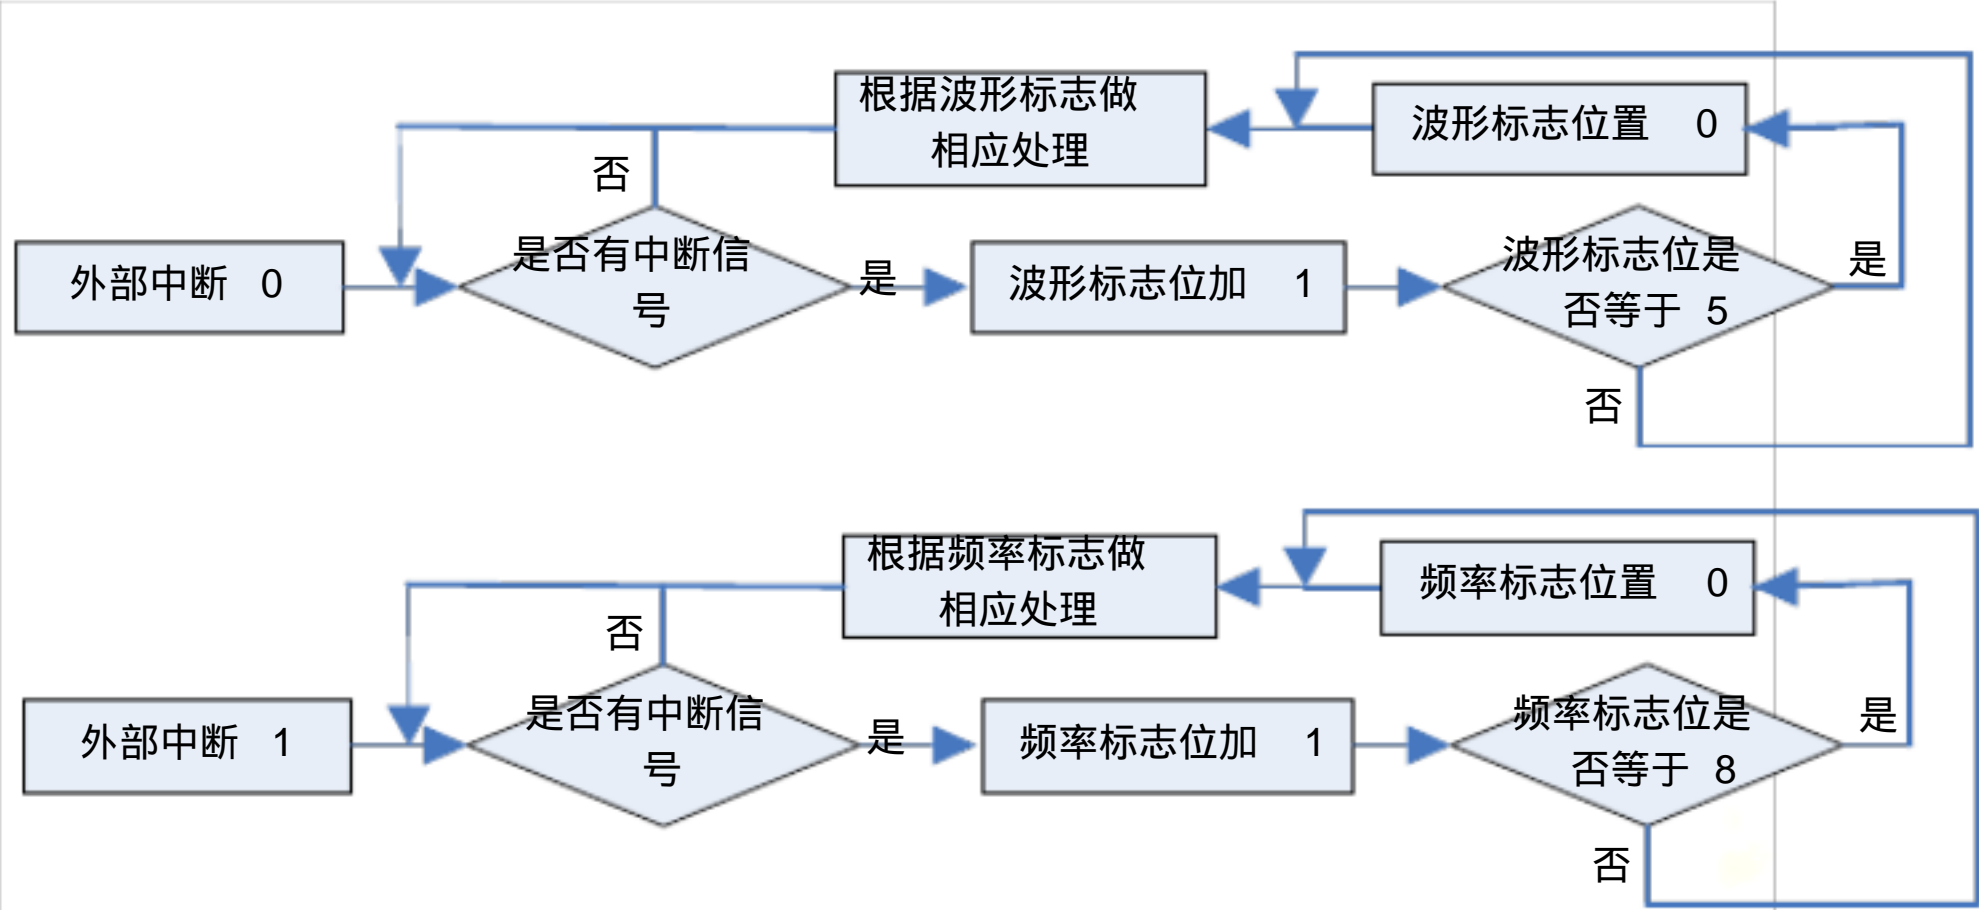 根据波形标志做
相应处理
波形标志位置 0
否
外部中断 0
是否有中断信
号
是
波形标志位加 1
波形标志位是
否等于 5
是
否
根据频率标志做
相应处理
频率标志位置 0
否
外部中断 1
是否有中断信
号
是
频率标志位加 1
频率标志位是
否等于 8
是
否